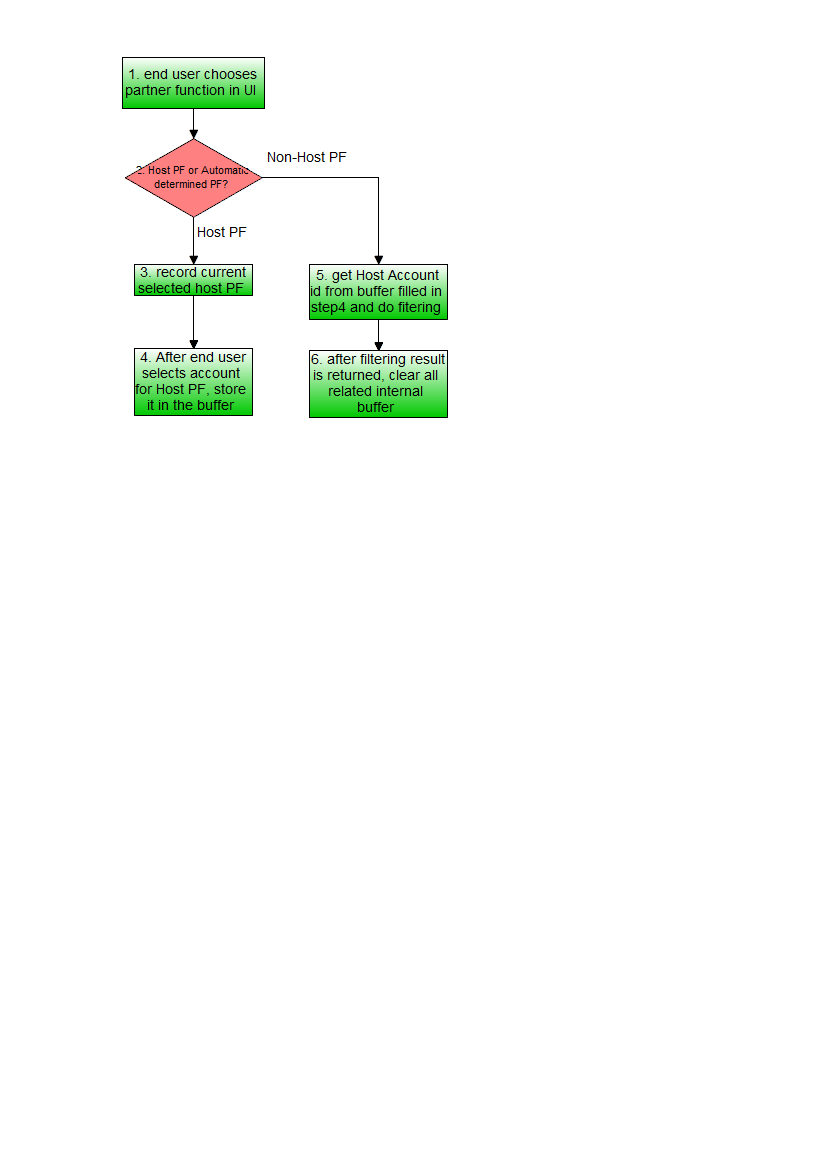 1. end user chooses
partner function in UI
2. Host PF or Automatic
determined PF?
Non-Host PF
Host PF
3. record current
selected host PF
4. After end user
selects account
for Host PF, store
it in the buffer
5. get Host Account
id from buffer filled in
step4 and do fitering
6. after filtering result
is returned, clear all
related internal
buffer